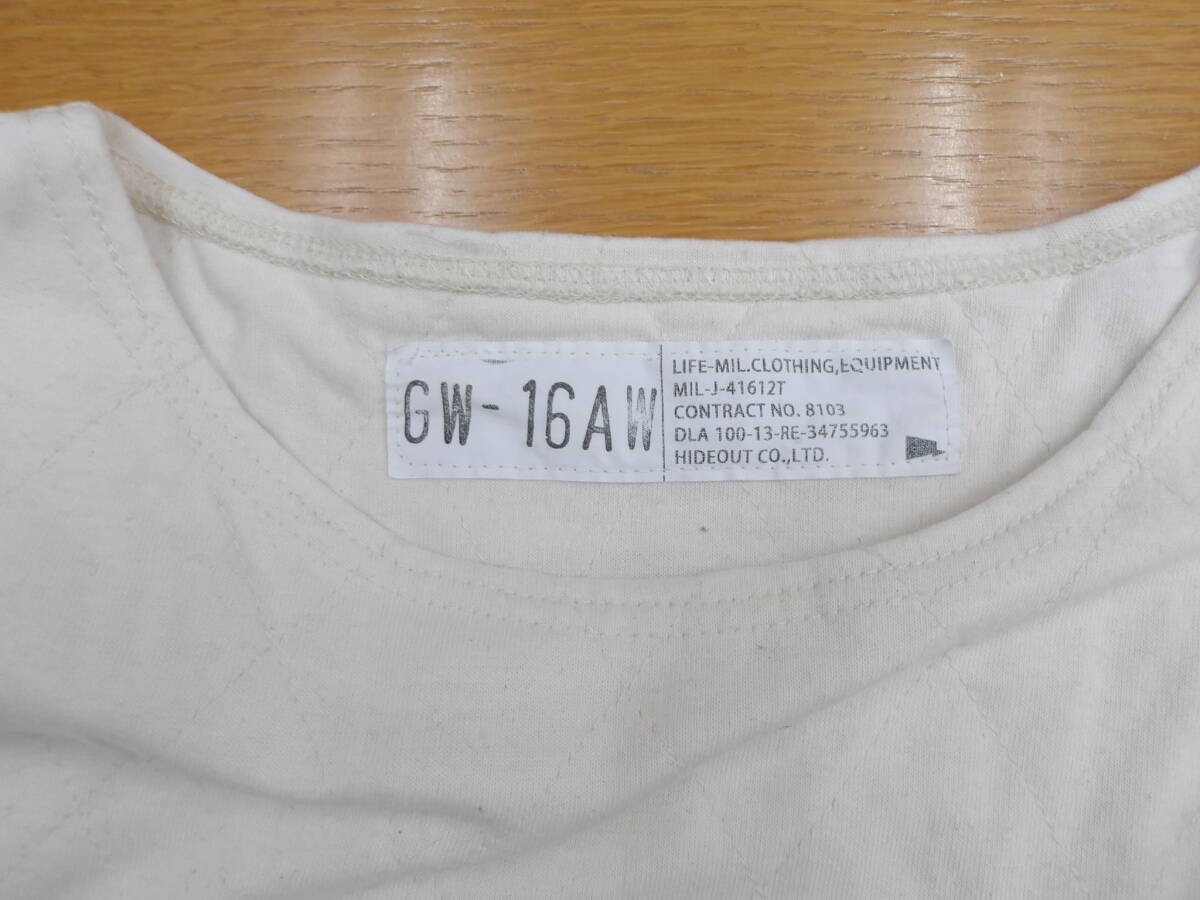 GW-16AW
LIFE-MIL.CLOTHING,EQUIPMENT
MIL-J-41612T
CONTRACT NO. 8103
DLA 100-13-RE-34755963
HIDEOUT CO.,LTD.